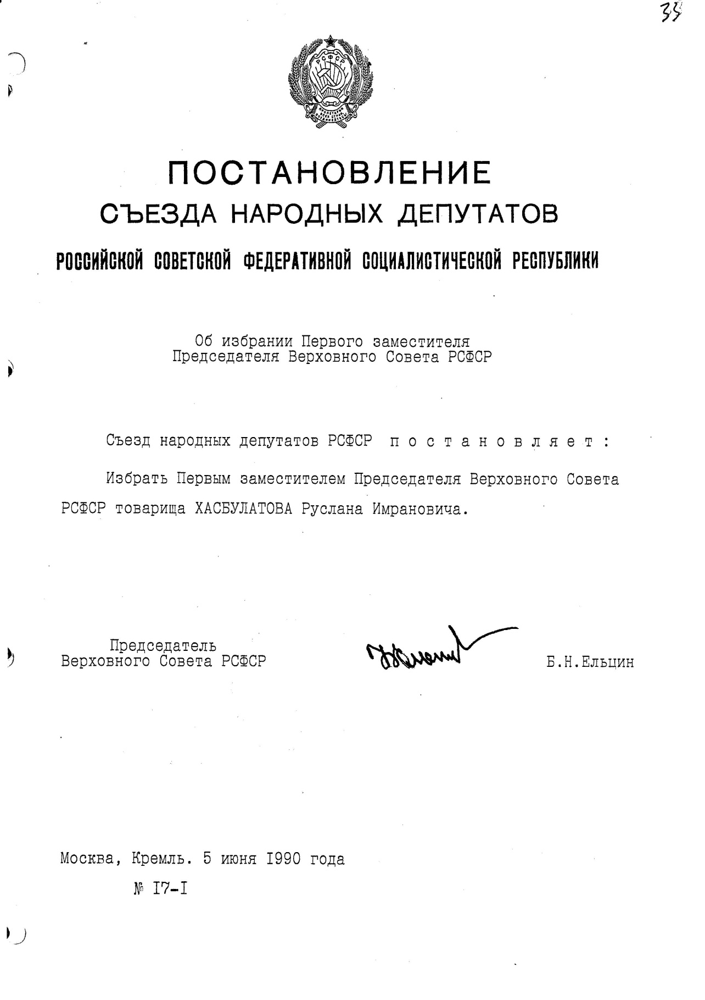 33
РСФСР
ПРОЛЕТАРИИ
ВСЕХ СТРАН,
СОЕДИНЯЙТЕСЬ!
ПОСТАНОВЛЕНИЕ
СЪЕЗДА НАРОДНЫХ ДЕПУТАТОВ
РОССИЙСКОЙ СОВЕТСКОЙ ФЕДЕРАТИВНОЙ СОЦИАЛИСТИЧЕСКОЙ РЕСПУБЛИКИ
Об избрании Первого заместителя
Председателя Верховного Совета РСФСР
Съезд народных депутатов РСФСР п о с т а н о в л я е т :
Избрать Первым заместителем Председателя Верховного Совета
РСФСР товарища ХАСБУЛАТОВА Руслана Имрановича.
Председатель
Верховного Совета РСФСР
Б.Н.Ельцин
Москва, Кремль. 5 июня I990 года
№ I7-I